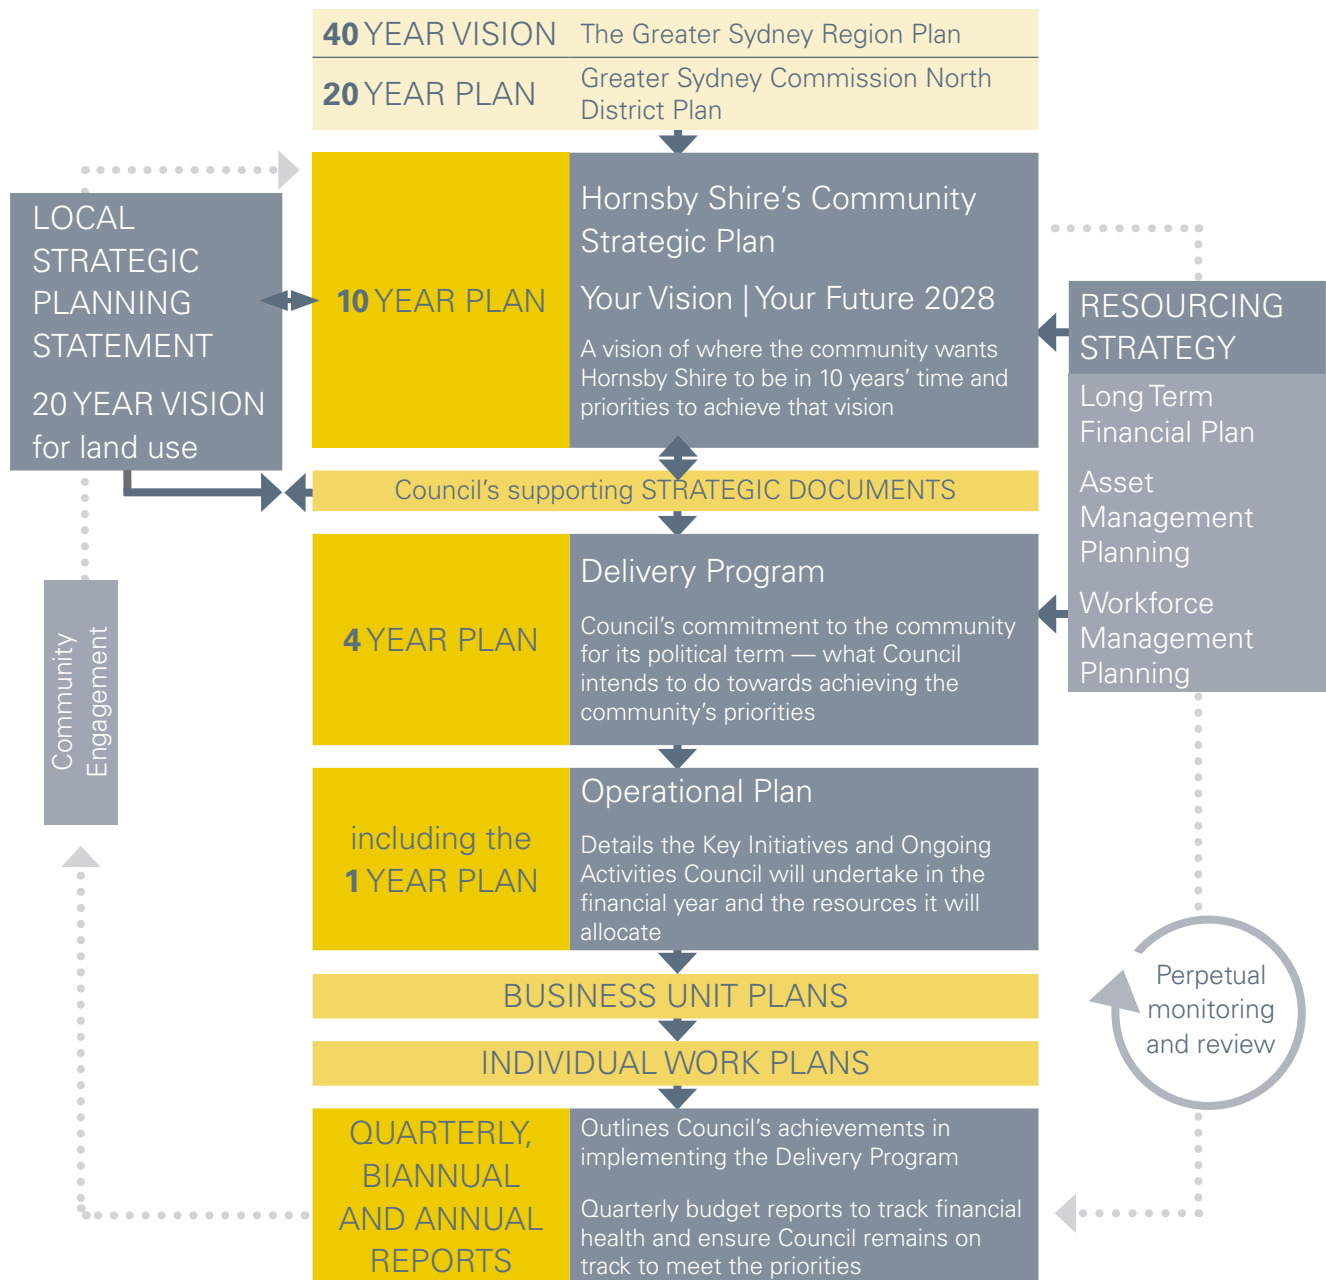 40 YEAR VISION
The Greater Sydney Region Plan
20 YEAR PLAN
Greater Sydney Commission North
District Plan
LOCAL
STRATEGIC
PLANNING
STATEMENT
20 YEAR VISION
for land use
10 YEAR PLAN
Hornsby Shire’s Community
Strategic Plan
Your Vision | Your Future 2028
A vision of where the community wants
Hornsby Shire to be in 10 years’ time and
priorities to achieve that vision
RESOURCING
STRATEGY
Long Term
Financial Plan
Asset
Management
Planning
Workforce
Management
Planning
Council’s supporting STRATEGIC DOCUMENTS
4 YEAR PLAN
Delivery Program
Council’s commitment to the community
for its political term — what Council
intends to do towards achieving the
community’s priorities
Community
Engagement
including the
1 YEAR PLAN
Operational Plan
Details the Key Initiatives and Ongoing
Activities Council will undertake in the
financial year and the resources it will
allocate
BUSINESS UNIT PLANS
INDIVIDUAL WORK PLANS
Perpetual
monitoring
and review
QUARTERLY,
BIANNUAL
AND ANNUAL
REPORTS
Outlines Council’s achievements in
implementing the Delivery Program
Quarterly budget reports to track financial
health and ensure Council remains on
track to meet the priorities